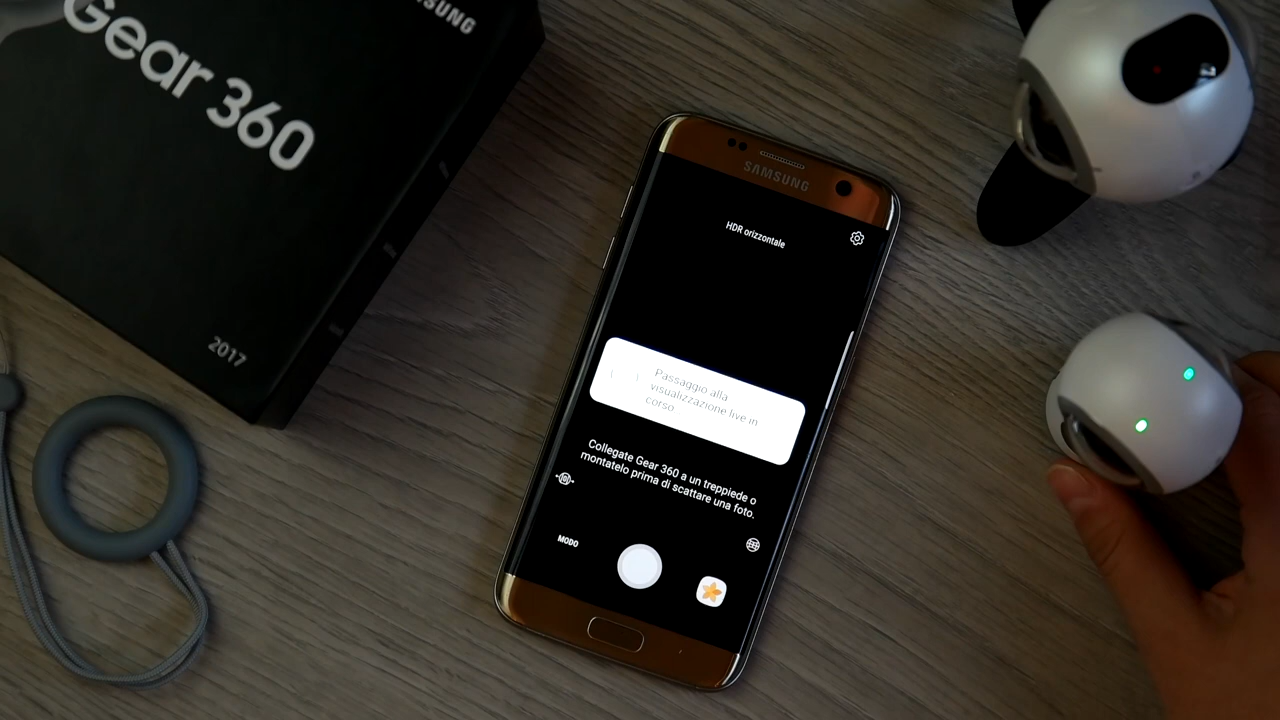 Gear 360
2017
SAMSUNG
HDR orizzontale
Passaggio alla
visualizzazione live in
corso
Collegate Gear 360 a un treppiede o
montatelo prima di scattare una foto.
MODO